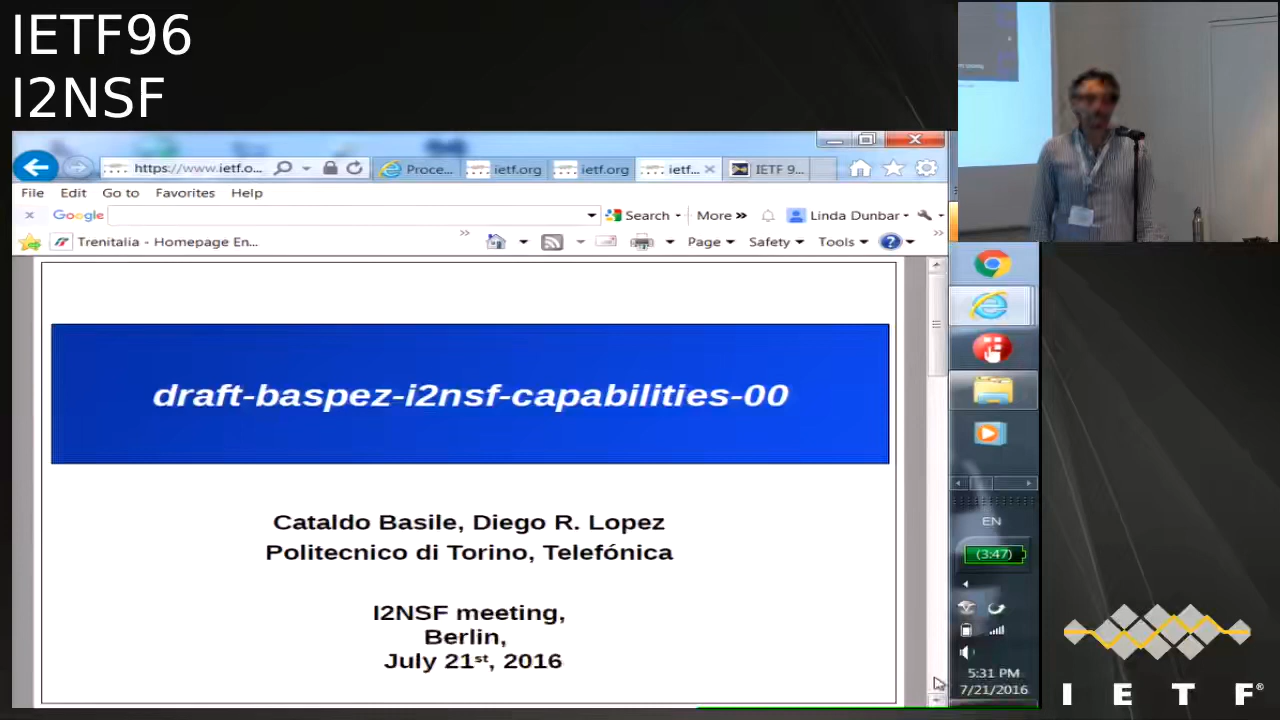 IETF96
I2NSF
https://www.ietf.o...
Proce...
ietf.org
ietf.org
ietf...
IETF 9...
File Edit Go to Favorites Help
Google
Search
More »
Linda Dunbar
Trenitalia - Homepage En...
Page
Safety
Tools
draft-baspez-i2nsf-capabilities-00
Cataldo Basile, Diego R. Lopez
Politecnico di Torino, Telefónica
I2NSF meeting,
Berlin,
July 21st, 2016
EN
(3:47)
5:31 PM
7/21/2016
I E T F®